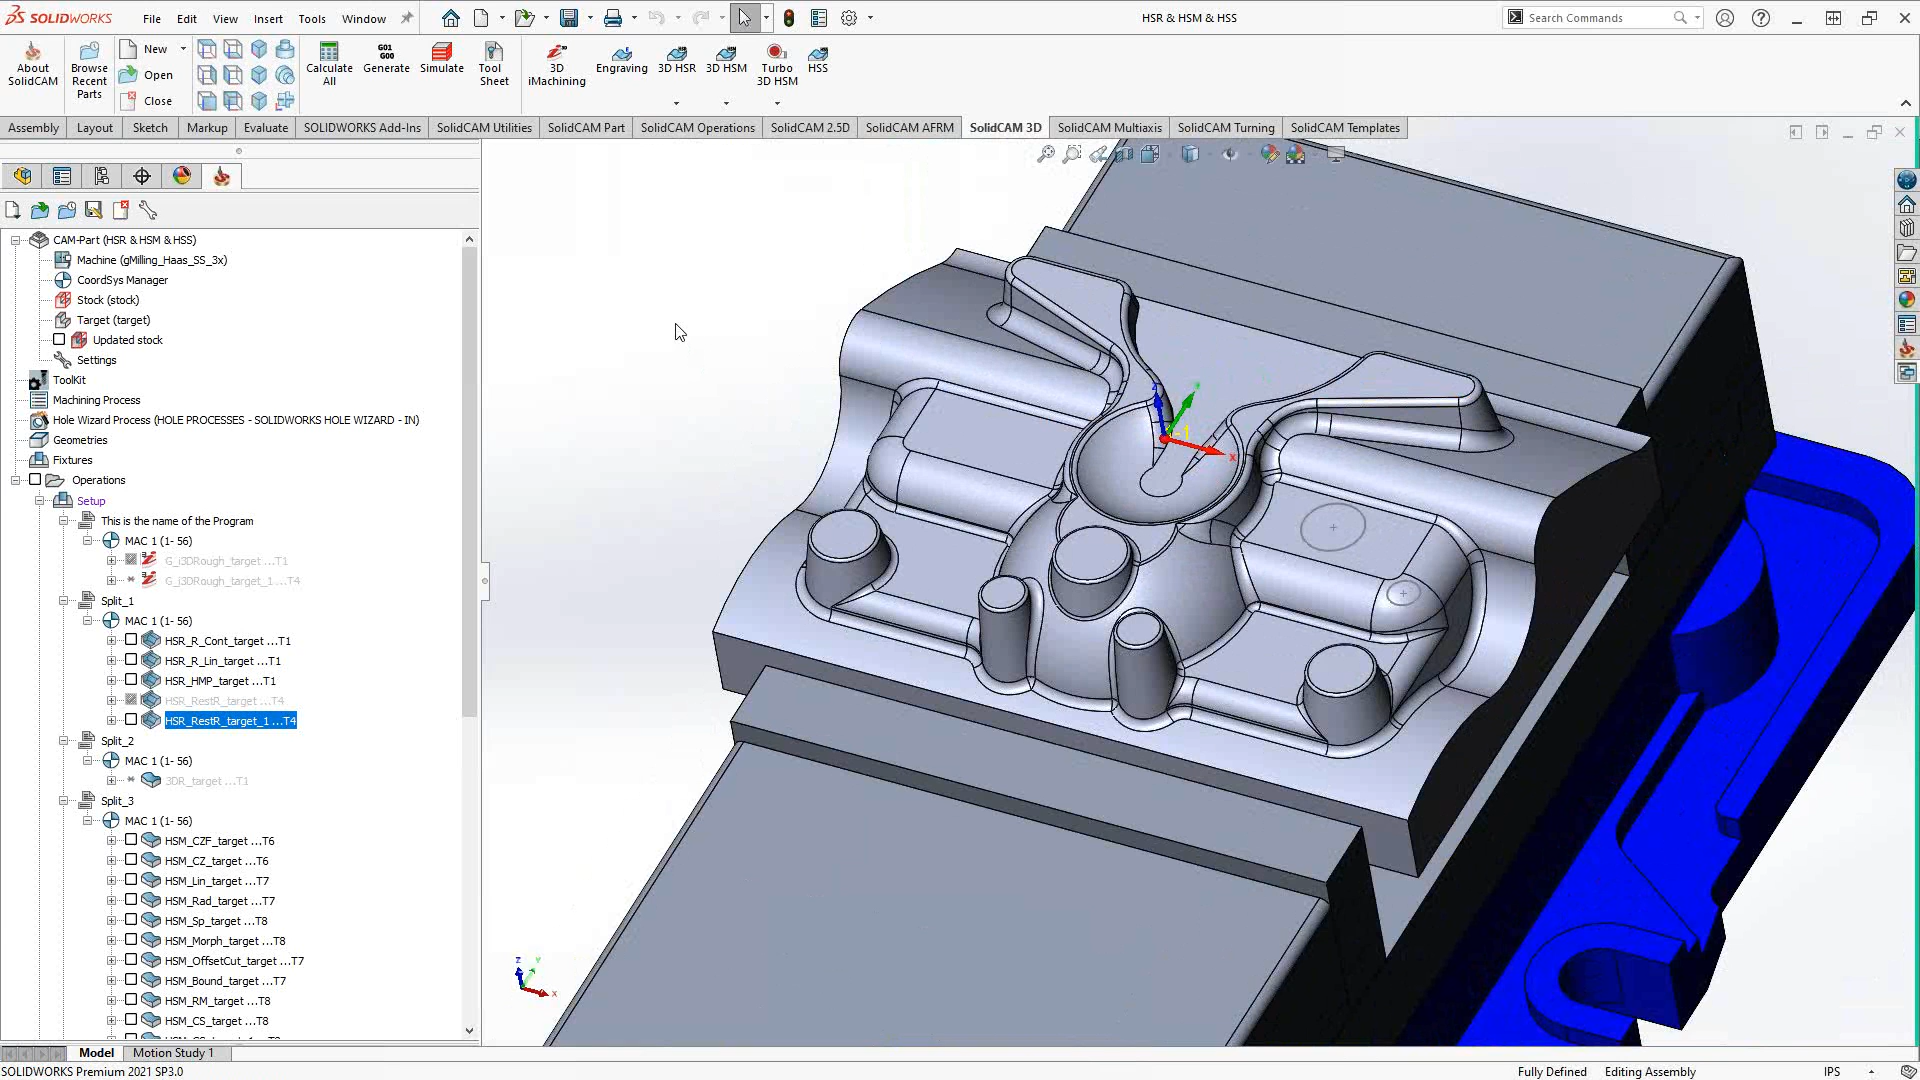 SOLIDWORKS File Edit View Insert Tools Window HSR & HSM & HSS Search Commands
About SolidCAM
Browse Recent Parts
New
Open
Close
Calculate All
G01 G00 Generate
Simulate
Tool Sheet
3D iMachining
Engraving
3D HSR
3D HSM
Turbo 3D HSM
HSS
Assembly Layout Sketch Markup Evaluate SOLIDWORKS Add-Ins SolidCAM Utilities SolidCAM Part SolidCAM Operations SolidCAM 2.5D SolidCAM AFRM SolidCAM 3D SolidCAM Multiaxis SolidCAM Turning SolidCAM Templates
CAM-Part (HSR & HSM & HSS)
Machine (gMilling_Haas_SS_3x)
CoordSys Manager
Stock (stock)
Target (target)
Updated stock
Settings
ToolKit
Machining Process
Hole Wizard Process (HOLE PROCESSES - SOLIDWORKS HOLE WIZARD - IN)
Geometries
Fixtures
Operations
Setup
This is the name of the Program
MAC 1 (1- 56)
G_i3DRough_target ...T1
G_i3DRough_target_1 ...T4
Split_1
MAC 1 (1- 56)
HSR_R_Cont_target ...T1
HSR_R_Lin_target ...T1
HSR_HMP_target ...T1
HSR_RestR_target ...T4
HSR_RestR_target_1 ...T4
Split_2
MAC 1 (1- 56)
3DR_target ...T1
Split_3
MAC 1 (1- 56)
HSM_CZF_target ...T6
HSM_CZ_target ...T6
HSM_Lin_target ...T7
HSM_Rad_target ...T7
HSM_Sp_target ...T8
HSM_Morph_target ...T8
HSM_OffsetCut_target ...T7
HSM_Bound_target ...T7
HSM_RM_target ...T8
HSM_CS_target ...T8
Z Y X
Z Y X
Model Motion Study 1
SOLIDWORKS Premium 2021 SP3.0 Fully Defined Editing Assembly IPS